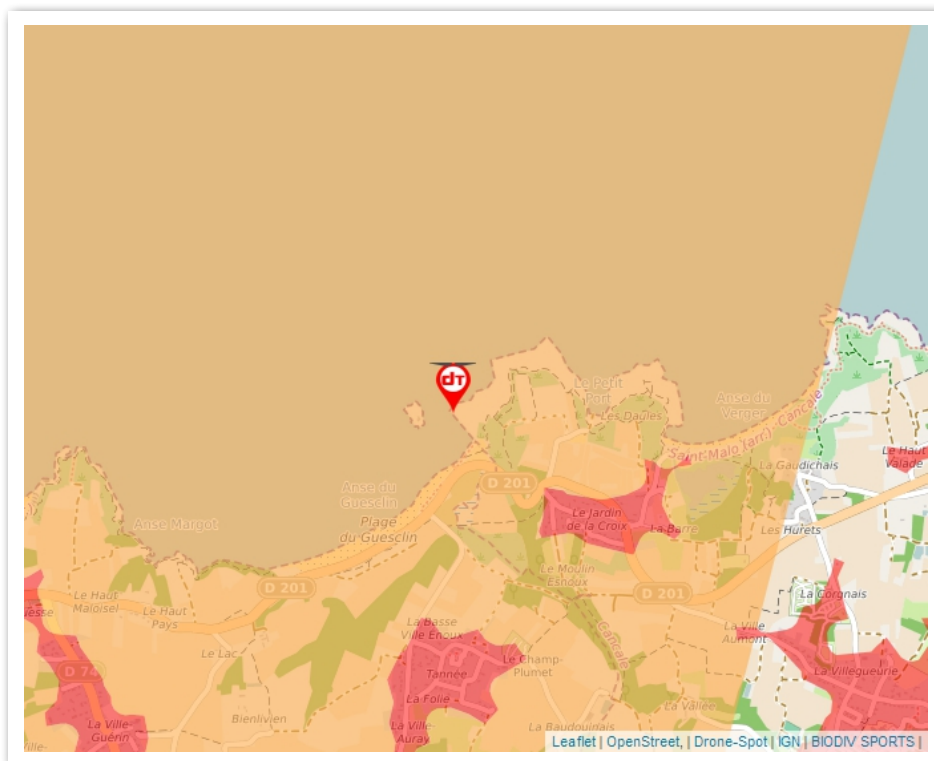 dT
Le Petit
Port
Les Daules
Anse du
Verger
Saint-Malo (arr.) - Cancale
Le Haut
Valade
La Gaudichais
Anse du
Guesclin
Plage
du Guesclin
D 201
Anse Margot
Le Jardin
de la Croix
La Barre
Les Hurets
Le Moulin
Esnoux
D 201
D 201
La Corgnais
Le Haut
Maloisel
Le Haut
Pays
La Basse
Ville Enoux
Cancale
La Ville
Aumont
Le Lac
Tannée
Le Champ-
Plumet
La Villegueurie
D 74
La Folie
La Vallée
La Ville-
Guérin
Bienlivien
La Ville-
Auray
La Baudouinais
Leaflet | OpenStreet, | Drone-Spot | IGN | BIODIV SPORTS |